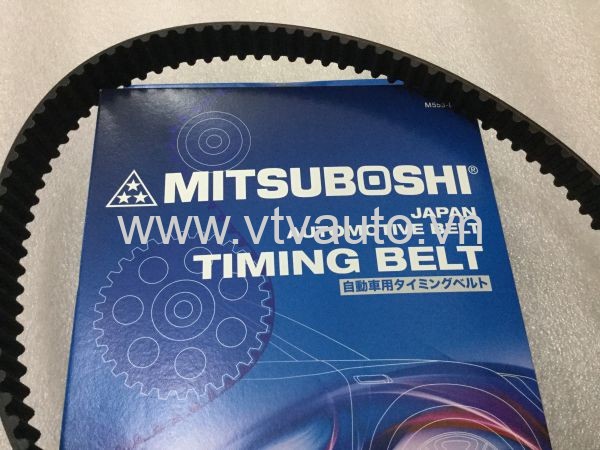 MITSUBOSHI®
JAPAN
www.vtvauto.vn
AUTOMOTIVE BELT
TIMING BELT
自動車用タイミングベルト